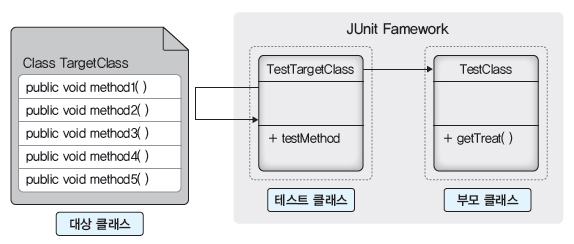 JUnit Famework
Class TargetClass
public void method1( )
public void method2( )
public void method3( )
public void method4( )
public void method5( )
대상 클래스
TestTargetClass
+ testMethod
테스트 클래스
TestClass
+ getTreat( )
부모 클래스